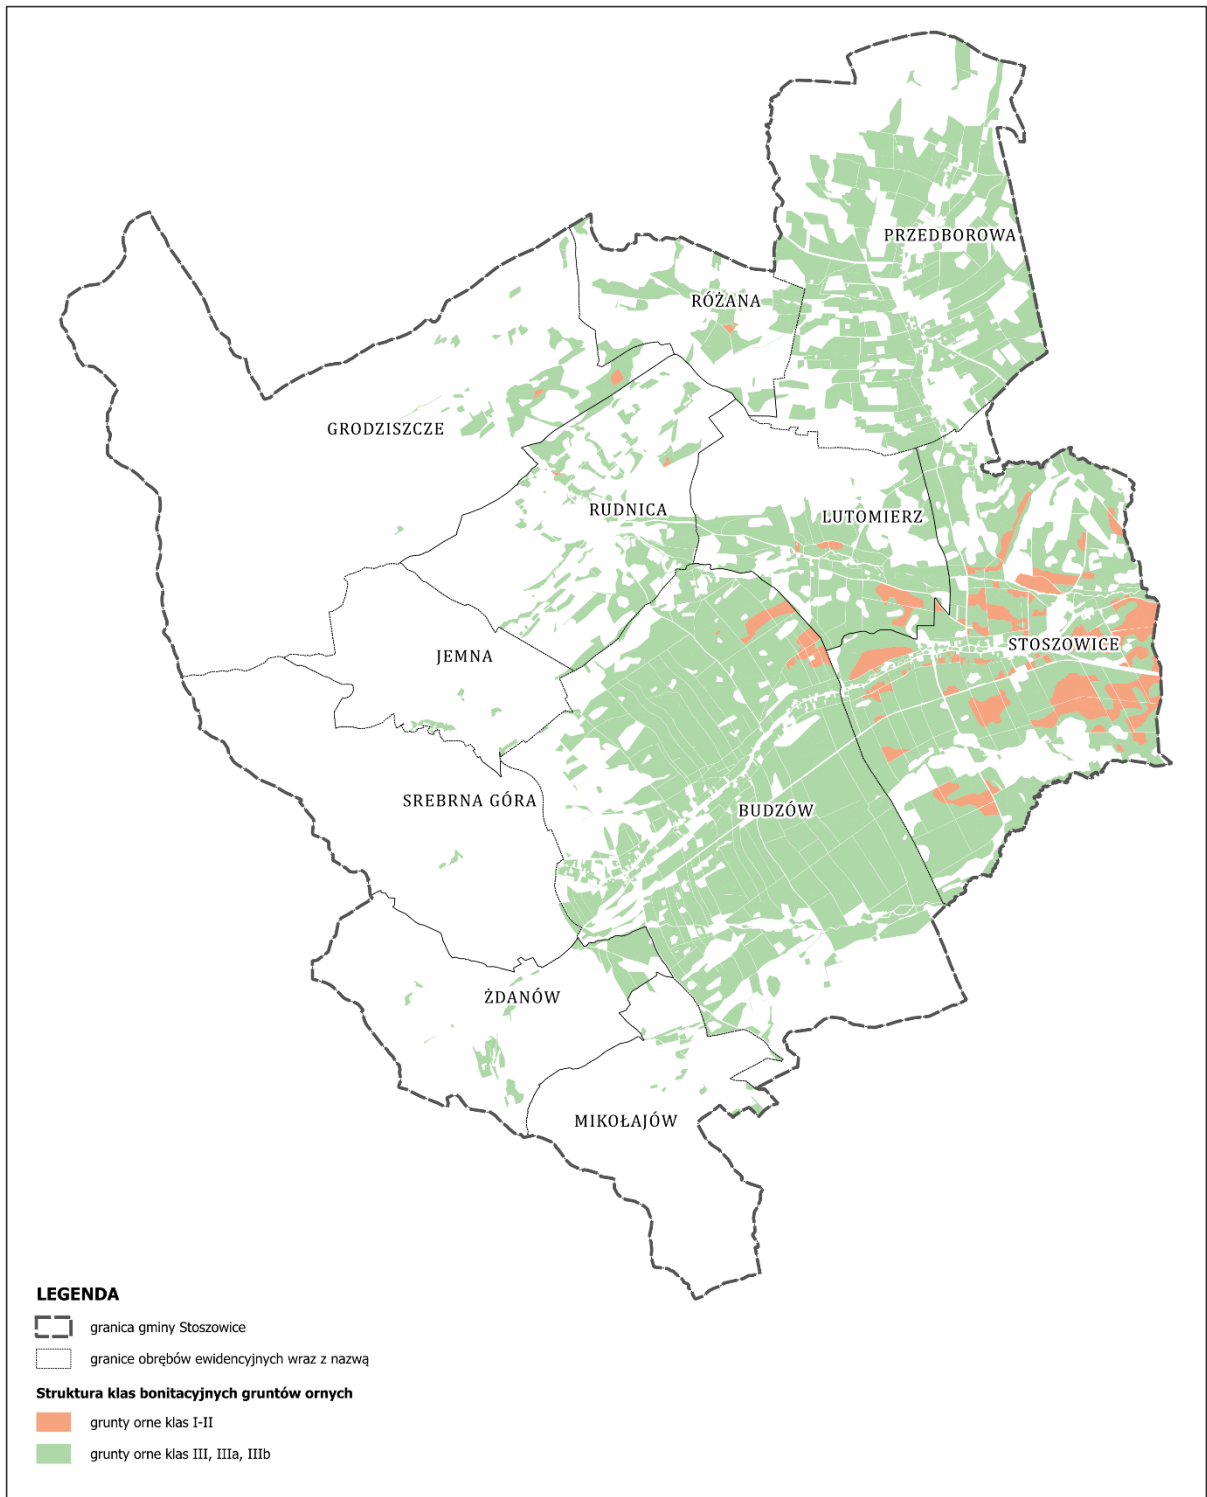 PRZEDBOROWA
RÓŻANA
GRODZISZCZE
RUDNICA
LUTOMIERZ
STOSZOWICE
JEMNA
SREBRNA GÓRA
BUDZÓW
ŻDANÓW
MIKOŁAJÓW
LEGENDA
granica gminy Stoszowice
granice obrębów ewidencyjnych wraz z nazwą
Struktura klas bonitacyjnych gruntów ornych
grunty orne klas I-II
grunty orne klas III, IIIa, IIIb